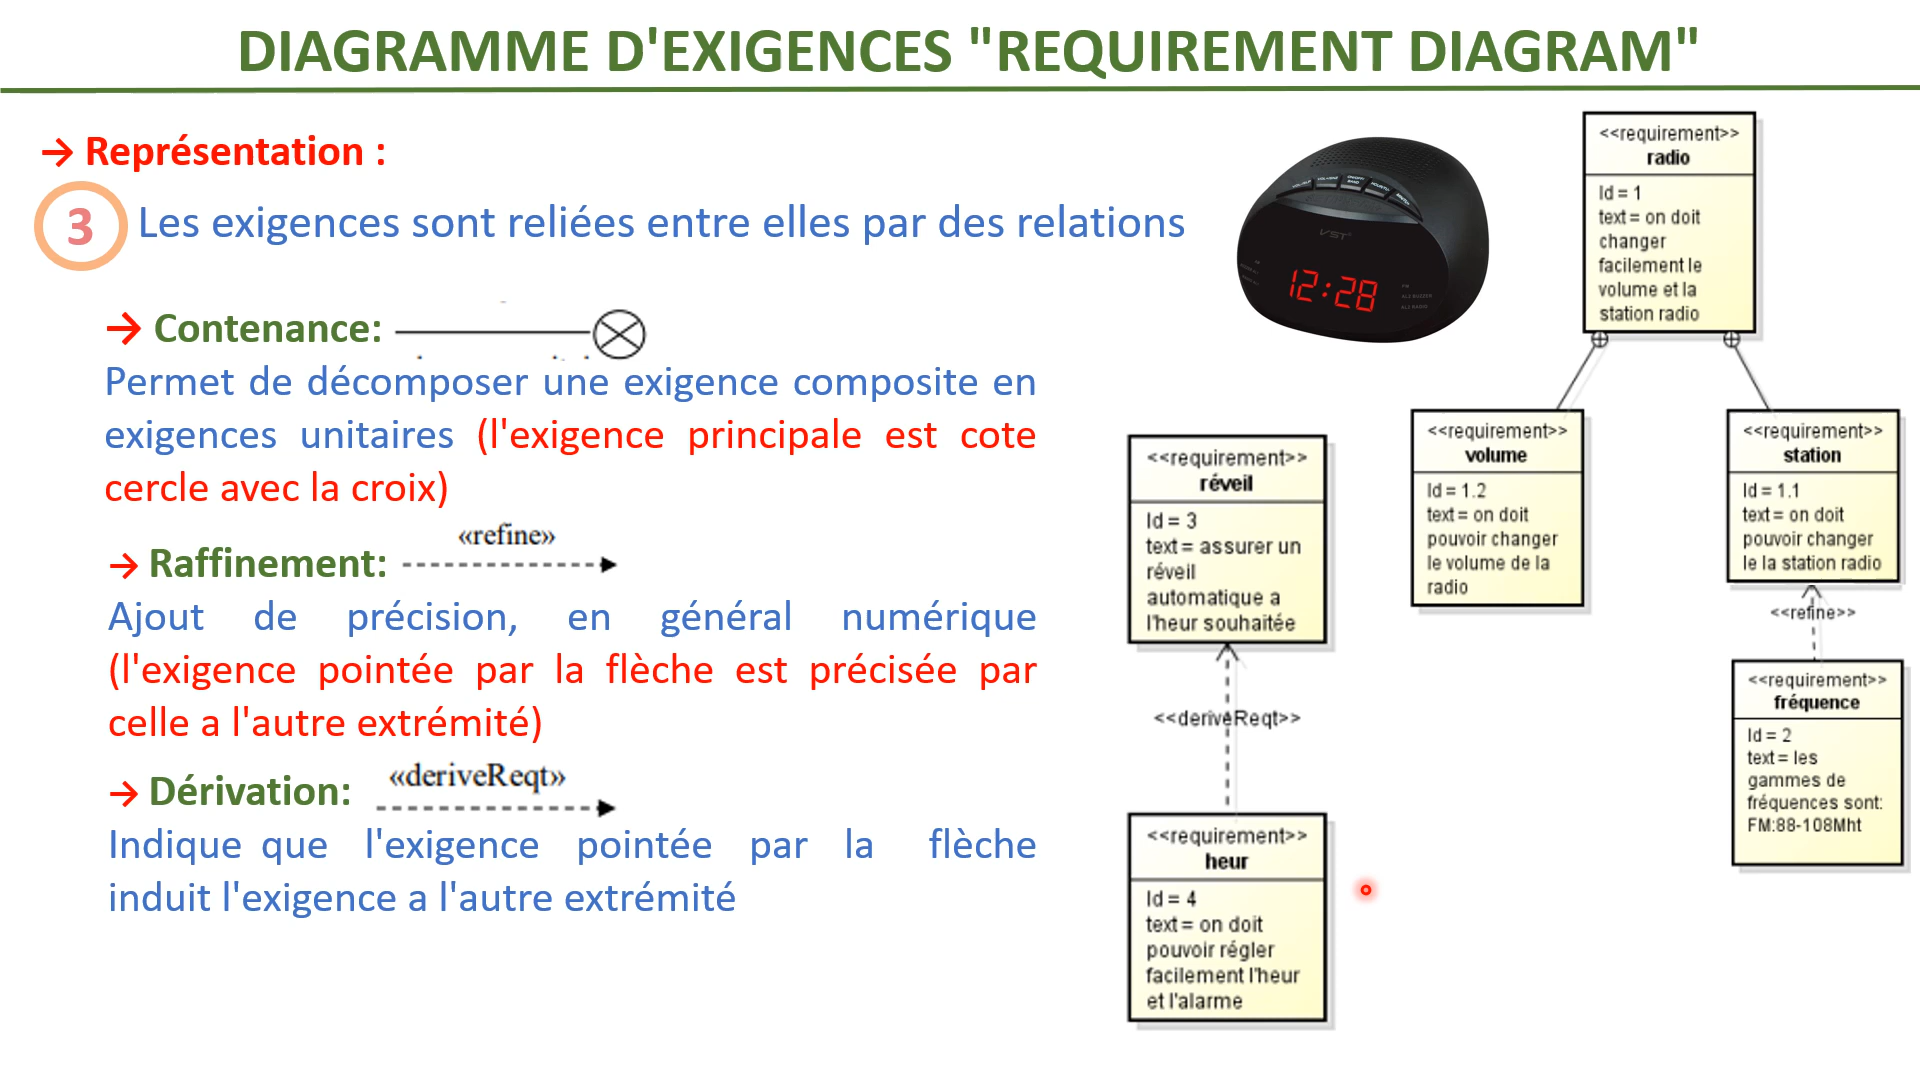 DIAGRAMME D'EXIGENCES "REQUIREMENT DIAGRAM"
→ Représentation :
3 Les exigences sont reliées entre elles par des relations
→ Contenance:
Permet de décomposer une exigence composite en
exigences unitaires (l'exigence principale est cote
cercle avec la croix)
«refine»
→ Raffinement:
Ajout de précision, en général numérique
(l'exigence pointée par la flèche est précisée par
celle a l'autre extrémité)
«deriveReqt»
→ Dérivation:
Indique que l'exigence pointée par la flèche
induit l'exigence a l'autre extrémité
VST
12:28
<<requirement>>
radio
Id = 1
text = on doit
changer
facilement le
volume et la
station radio
<<requirement>>
volume
Id = 1.2
text = on doit
pouvoir changer
le volume de la
radio
<<requirement>>
station
Id = 1.1
text = on doit
pouvoir changer
le la station radio
<<refine>>
<<requirement>>
fréquence
Id = 2
text = les
gammes de
fréquences sont:
FM:88-108Mht
<<requirement>>
réveil
Id = 3
text = assurer un
réveil
automatique a
l'heur souhaitée
<<deriveReqt>>
<<requirement>>
heur
Id = 4
text = on doit
pouvoir régler
facilement l'heur
et l'alarme